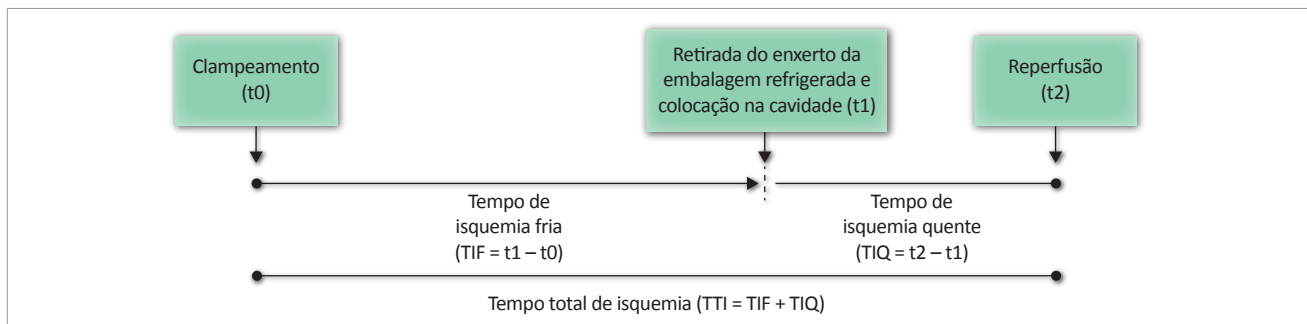 Clampeamento
(t0)
Retirada do enxerto da
embalagem refrigerada e
colocação na cavidade (t1)
Reperfusão
(t2)
Tempo de
isquemia fria
(TIF = t1 – t0)
Tempo de
isquemia quente
(TIQ = t2 – t1)
Tempo total de isquemia (TTI = TIF + TIQ)